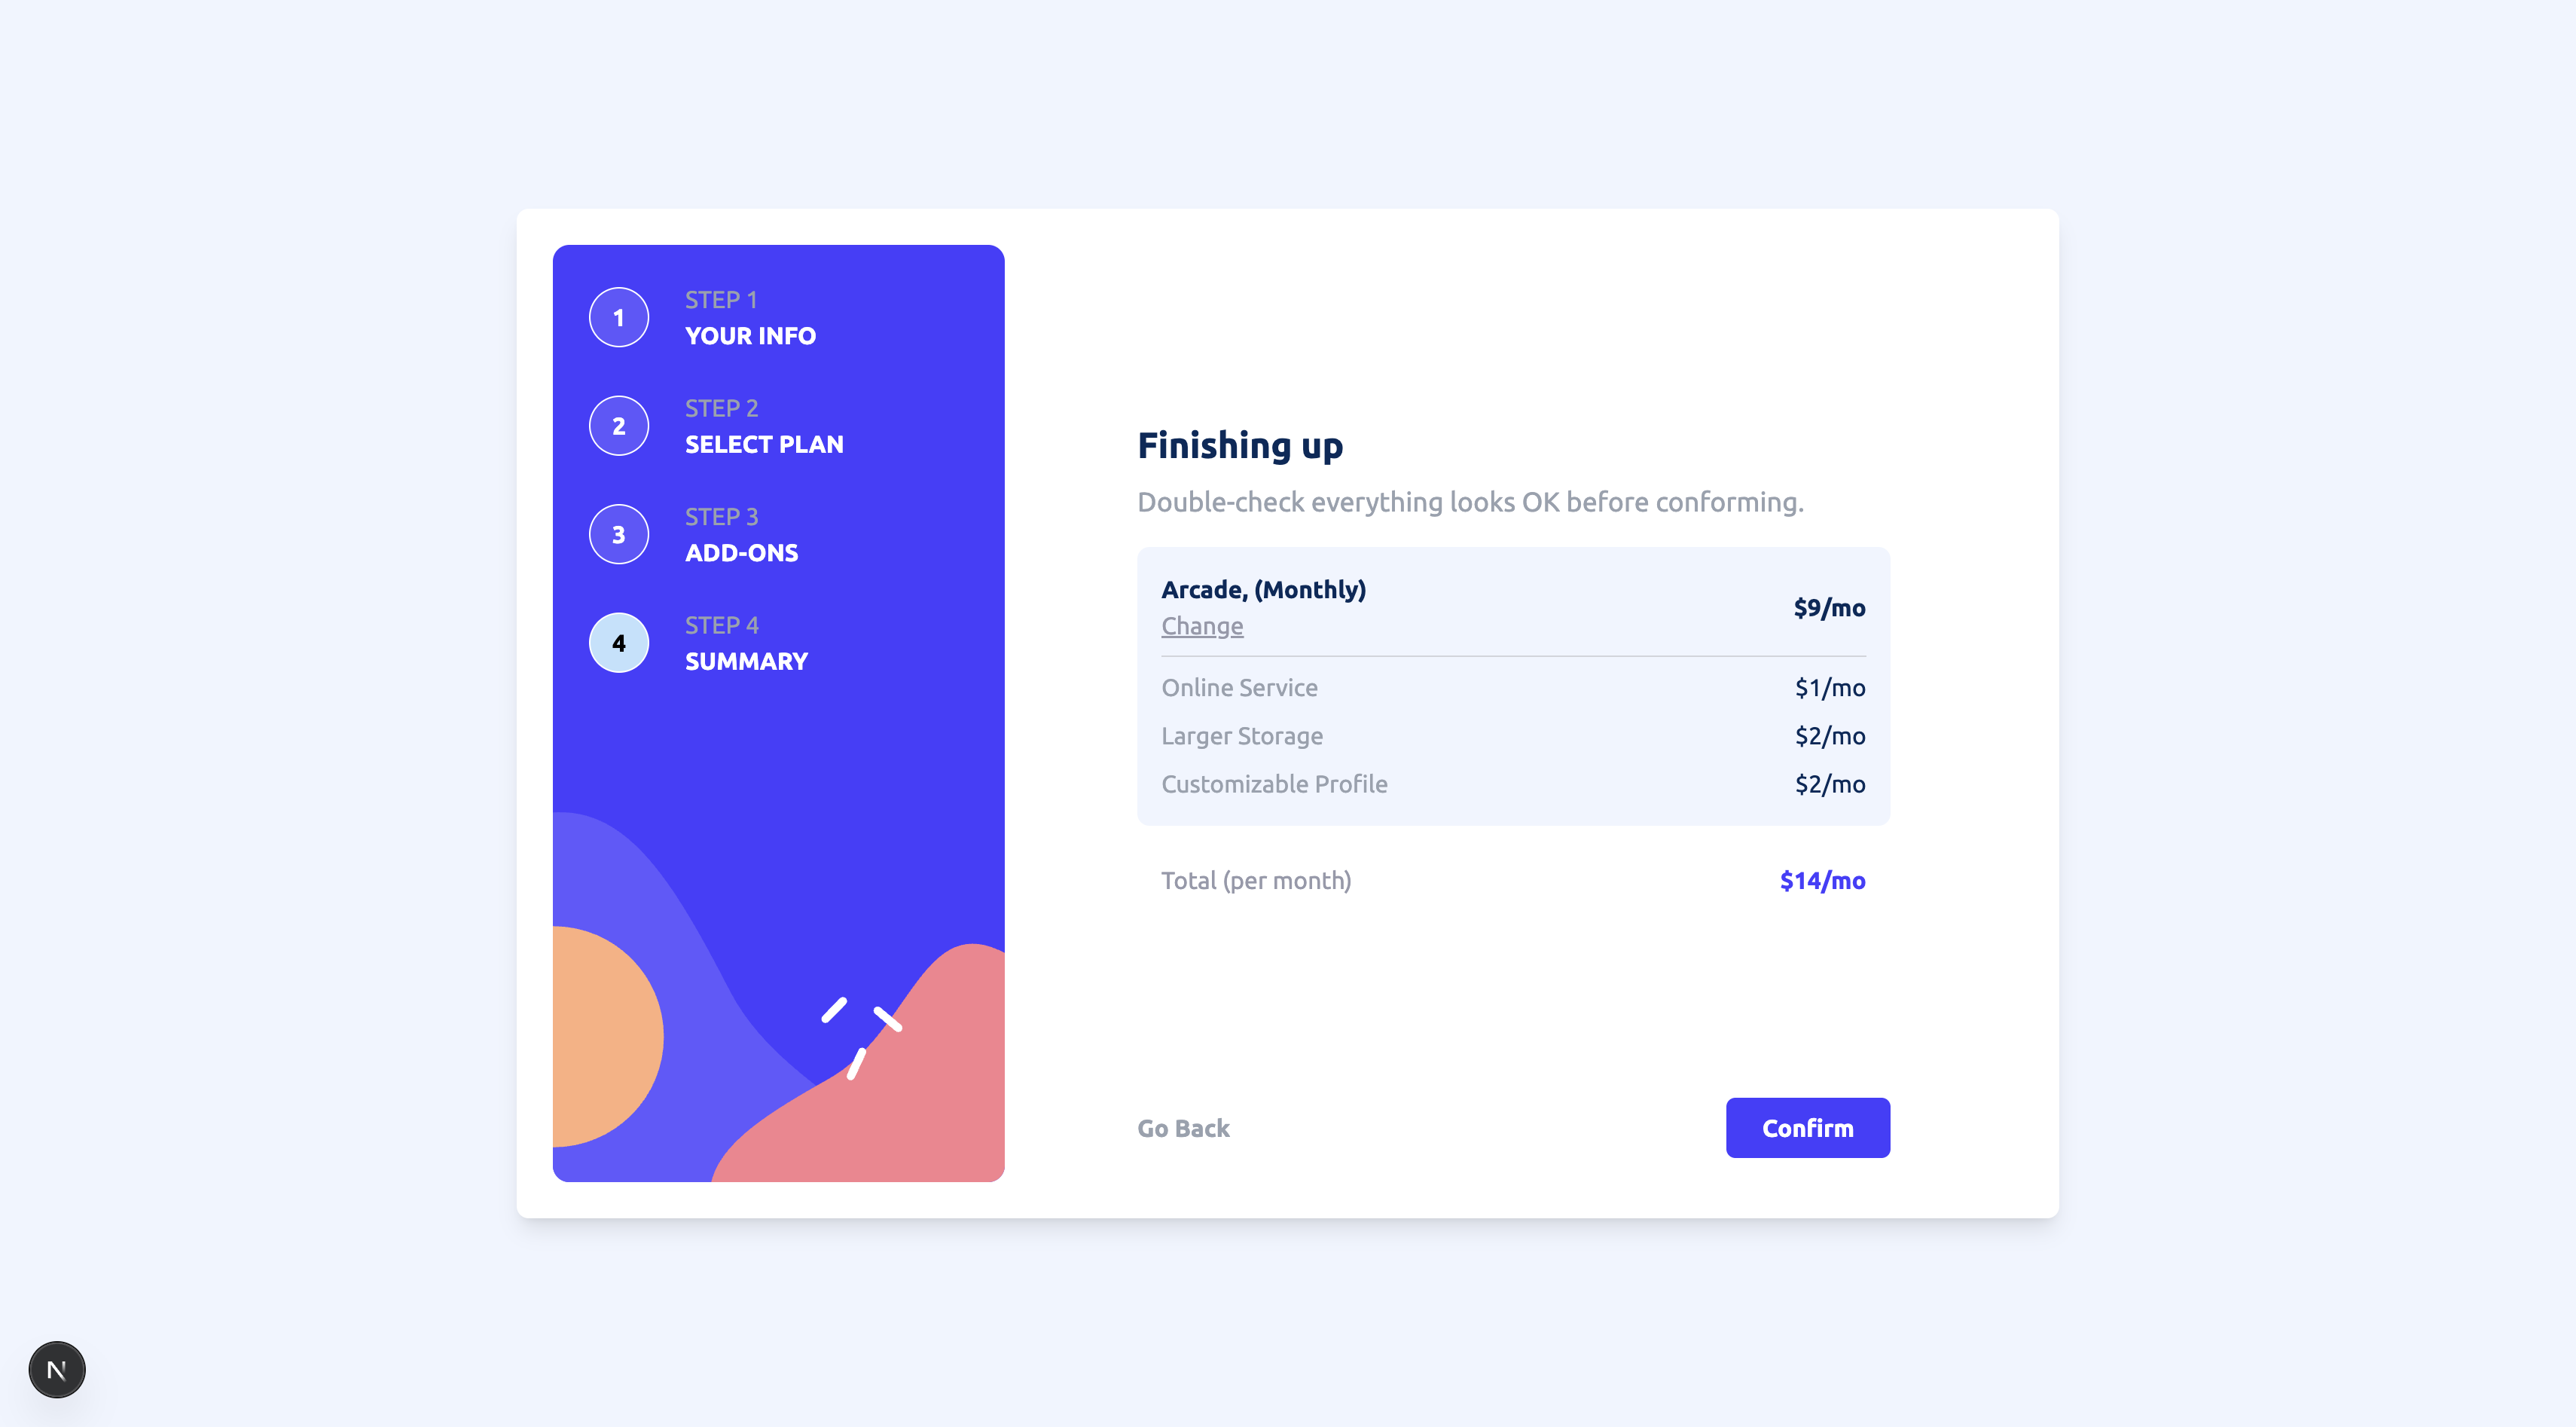 1
STEP 1
YOUR INFO
2
STEP 2
SELECT PLAN
3
STEP 3
ADD-ONS
4
STEP 4
SUMMARY
Finishing up
Double-check everything looks OK before conforming.
Arcade, (Monthly)
$9/mo
Change
Online Service $1/mo
Larger Storage $2/mo
Customizable Profile $2/mo
Total (per month) $14/mo
Go Back Confirm
N